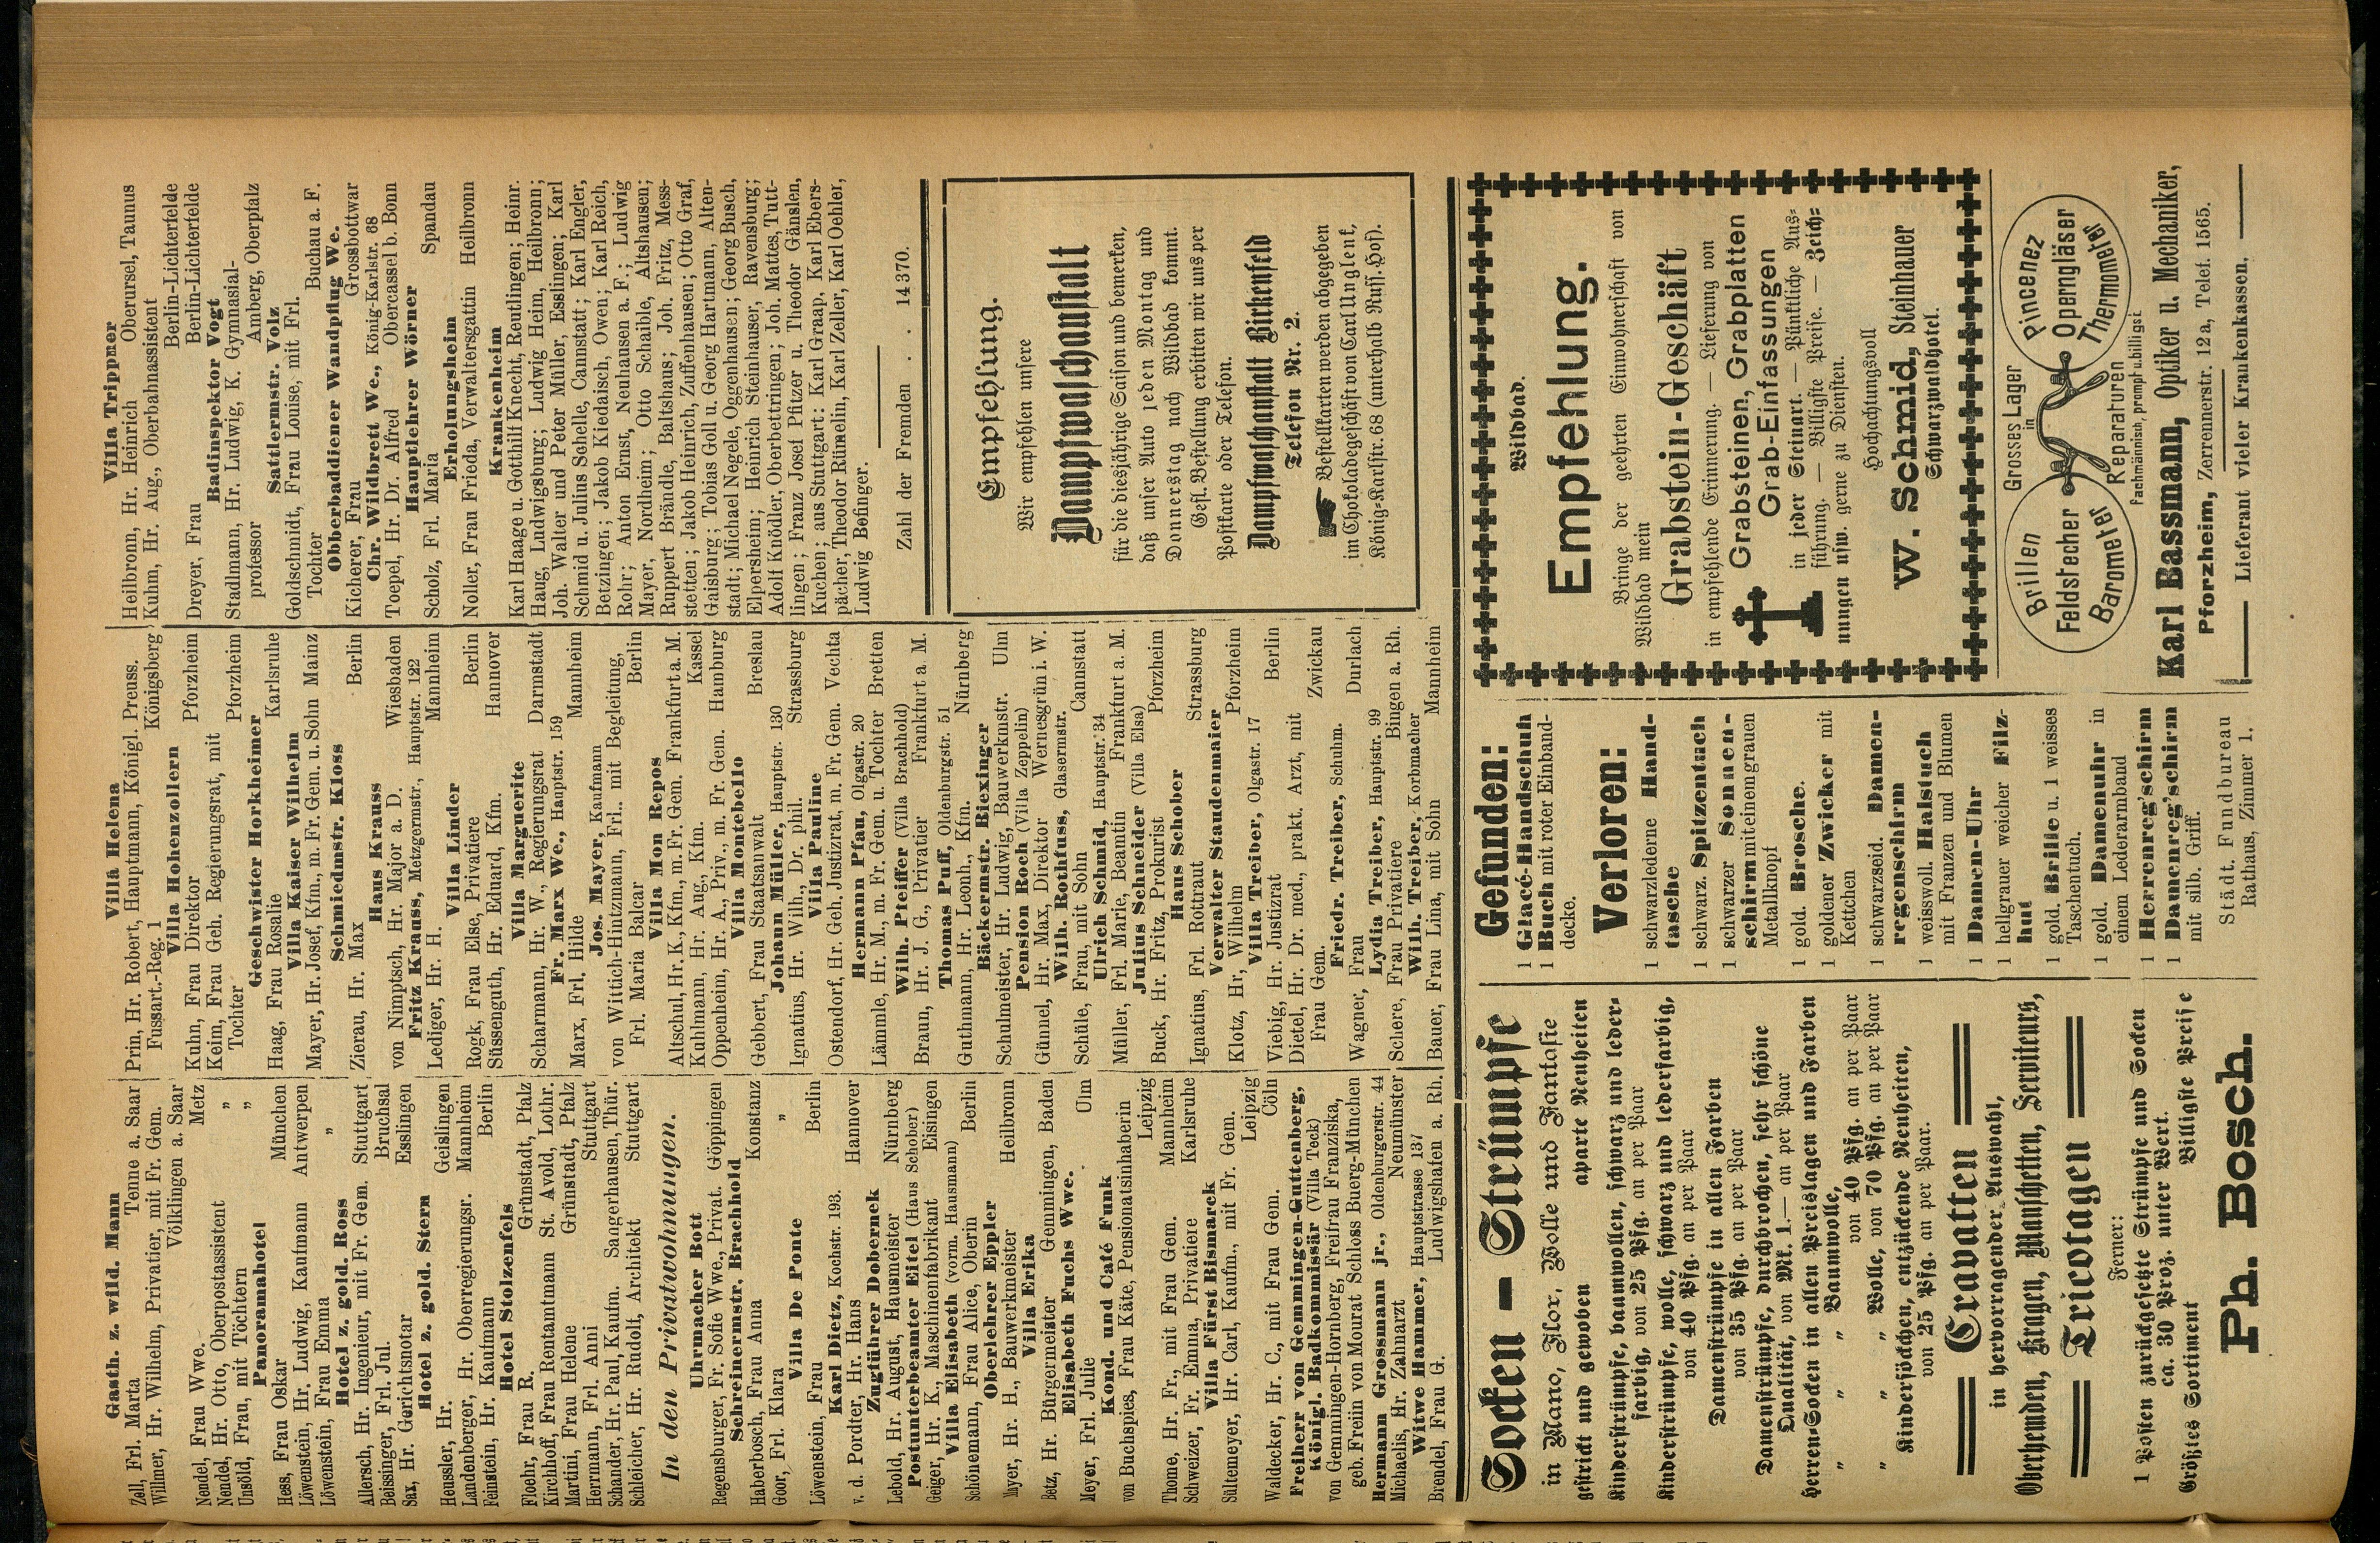 Gasth. z. wild. Mann
Zell, Frl. Marta Tenne a. Saar
Willmer, Hr. Wilhelm, Privatier, mit Fr. Gem.
Völklingen a. Saar
Nendel, Frau Wwe. Metz
Nendel, Hr. Otto, Oberpostassistent „
Unsöld, Frau, mit Töchtern „
Panoramahotel
Hess, Frau Oskar München
Löwenstein, Hr. Ludwig, Kaufmann Antwerpen
Löwenstein, Frau Emma „
Hotel z. gold. Ross
Allersch, Hr. Ingenieur, mit Fr. Gem. Stuttgart
Beissinger, Frl. Jul. Bruchsal
Sax, Hr. Gerichtsnotar Esslingen
Hotel z. gold. Stern
Heussler, Hr. Geislingen
Landenberger, Hr. Oberregierungsr. Mannheim
Feinstein, Hr. Kaufmann Berlin
Hotel Stolzenfels
Floehr, Frau R. Grünstadt, Pfalz
Kirchhoff, Frau Rentamtmann St. Avold, Lothr.
Martini, Frau Helene Grünstadt, Pfalz
Hermann, Frl. Anni Stuttgart
Schander, Hr. Paul, Kaufm. Sangerhausen, Thür.
Schleicher, Hr. Rudolf, Architekt Stuttgart
In den Privatwohnungen.
Uhrmacher Bott
Regensburger, Fr. Sofie Wwe., Privat. Göppingen
Schreinermstr. Brachhold
Haberbosch, Frau Anna Konstanz
Goor, Frl. Klara „
Villa De Ponte
Löwenstein, Frau Berlin
Karl Dietz, Kochstr. 193.
v. d. Pordter, Hr. Hans Hannover
Zugführer Dobernek
Lebold, Hr. August, Hausmeister Nürnberg
Postunterbeamter Eitel (Haus Schober)
Geiger, Hr. K., Maschinenfabrikant Eisingen
Villa Elisabeth (vorm. Hausmann)
Schönemann, Frau Alice, Oberin Berlin
Oberlehrer Eppler
Mayer, Hr. H., Bauwerkmeister Heilbronn
Villa Erika
Betz, Hr. Bürgermeister Gemmingen, Baden
Elisabeth Fuchs Wwe.
Meyer, Frl. Julie Ulm
Kond. und Café Funk
von Buchspies, Frau Käte, Pensionatsinhaberin
Leipzig
Thome, Hr. Fr., mit Frau Gem. Mannheim
Schweizer, Fr. Emma, Privatiere Karlsruhe
Villa Fürst Bismarck
Sültemeyer, Hr. Carl, Kaufm., mit Fr. Gem.
Leipzig
Waldecker, Hr. C., mit Frau Gem. Cöln
Freiherr von Gemmingen-Guttenberg,
Königl. Badkommissär (Villa Teck)
von Gemmingen-Hornberg, Freifrau Franziska,
geb. Freiin von Mourat Schloss Buerg-München
Hermann Grossmann jr., Oldenburgerstr. 44
Michaelis, Hr. Zahnarzt Neumünster
Witwe Hammer, Hauptstrasse 137
Brendel, Frau G. Ludwigshafen a. Rh.
Villa Helena
Prin, Hr. Robert, Hauptmann, Königl. Preuss.
Fussart.-Reg. 1 Königsberg
Villa Hohenzollern
Kuhn, Frau Direktor Pforzheim
Keim, Frau Geh. Regierungsrat, mit
Tochter Pforzheim
Geschwister Horkheimer
Haag, Frau Rosalie Karlsruhe
Villa Kaiser Wilhelm
Mayer, Hr. Josef, Kfm., m. Fr. Gem. u. Sohn Mainz
Schmiedmstr. Kloss
Zierau, Hr. Max Berlin
Haus Krauss
von Nimptsch, Hr. Major a. D. Wiesbaden
Fritz Krauss, Metzgermstr., Hauptstr. 122
Lediger, Hr. H. Mannheim
Villa Linder
Rogk, Frau Else, Privatiere Berlin
Süssenguth, Hr. Eduard, Kfm. Hannover
Villa Marguerite
Scharmann, Hr. W., Regierungsrat Darmstadt
Fr. Marx We., Hauptstr. 159
Marx, Frl. Hilde Mannheim
Jos. Mayer, Kaufmann
von Wittich-Hintzmann, Frl. mit Begleitung,
Frl. Maria Balcar Berlin
Villa Mon Repos
Altschul, Hr. K., Kfm., m. Fr. Gem. Frankfurt a. M.
Kuhlmann, Hr. Aug., Kfm. Kassel
Oppenheim, Hr. A., Priv., m. Fr. Gem. Hamburg
Villa Montebello
Gebbert, Frau Staatsanwalt Breslau
Johann Müller, Hauptstr. 130
Ignatius, Hr. Wilh., Dr. phil. Strassburg
Villa Pauline
Ostendorf, Hr. Geh. Justizrat, m. Fr. Gem. Vechta
Hermann Pfau, Olgastr. 20
Lämmle, Hr. M., m. Fr. Gem. u. Tochter Bretten
Wilh. Pfeiffer (Villa Brachhold)
Braun, Hr. J. G., Privatier Frankfurt a. M.
Thomas Puff, Oldenburgstr. 51
Guthmann, Hr. Leonh., Kfm. Nürnberg
Bäckermstr. Riexinger
Schulmeister, Hr. Ludwig, Bauwerkmstr. Ulm
Pension Roch (Villa Zeppelin)
Günnel, Hr. Max, Direktor Wernesgrün i. W.
Wilh. Rothfuss, Glasermstr.
Schüle, Frau, mit Sohn Cannstatt
Ulrich Schmid, Hauptstr. 34
Müller, Frl. Marie, Beamtin Frankfurt a. M.
Julius Schneider (Villa Elsa)
Buck, Hr. Fritz, Prokurist Pforzheim
Haus Schober
Ignatius, Frl. Rotraut Strassburg
Verwalter Staudenmaier
Klotz, Hr. Wilhelm Pforzheim
Villa Treiber, Olgastr. 17
Viebig, Hr. Justizrat Berlin
Dietel, Hr. Dr. med., prakt. Arzt, mit
Frau Gem. Zwickau
Friedr. Treiber, Schuhm.
Wagner, Frau Durlach
Lydia Treiber, Hauptstr. 99
Schere, Frau Privatiere Bingen a. Rh.
Wilh. Treiber, Korbmacher
Bauer, Frau Lina, mit Sohn Mannheim
Villa Trippner
Heilbronn, Hr. Heinrich Oberursel, Taunus
Kuhm, Hr. Aug., Oberbahnassistent
Berlin-Lichterfelde
Dreyer, Frau Berlin-Lichterfelde
Badinspektor Vogt
Stadlmann, Hr. Ludwig, K. Gymnasial-
professor Amberg, Oberpfalz
Sattlermstr. Volz
Goldschmidt, Frau Louise, mit Frl.
Tochter Buchau a. F.
Oberbaddiener Wandpflug We.
Kicherer, Frau Grossbottwar
Chr. Wildbrett We., König-Karlstr. 68
Toepel, Hr. Dr. Alfred Obercassel b. Bonn
Hauptlehrer Wörner
Scholz, Frl. Maria Spandau
Erholungsheim
Noller, Frau Frieda, Verwaltersgattin Heilbronn
Krankenheim
Karl Haage u. Gotthilf Knecht, Reutlingen; Heinr.
Haug, Ludwigsburg; Ludwig Heim, Heilbronn;
Joh. Walter und Peter Müller, Esslingen; Karl
Schmid u. Julius Schelle, Cannstatt; Karl Engler,
Betzingen; Jakob Kiedaisch, Owen; Karl Reich,
Rohr; Anton Ernst, Neuhausen a. F.; Ludwig
Mayer, Nordheim; Otto Schaible, Altshausen;
Ruppert Brändle, Baltshaus; Joh. Fritz, Mess-
stetten; Jakob Heinrich, Zuffenhausen; Otto Graf,
Gaisburg; Tobias Goll u. Georg Hartmann, Alten-
stadt; Michael Negele, Oggenhausen; Georg Busch,
Elpersheim; Heinrich Steinhauser, Ravensburg;
Adolf Knödler, Oberbettringen; Joh. Mattes, Tutt-
lingen; Franz Josef Pfitzer u. Theodor Gänslen,
Kuchen; aus Stuttgart: Karl Graap, Karl Ebers-
pächer, Theodor Rümelin, Karl Zeller, Karl Oehler,
Ludwig Bofinger.
Zahl der Fremden . . 14370.
Empfehlung.
Wir empfehlen unsere
Dampfwaschanstalt
für die diesjährige Saison und bemerken,
daß unser Auto jeden Montag und
Donnerstag nach Wildbad kommt.
Gefl. Bestellung erbitten wir uns per
Postkarte oder Telefon.
Dampfwaschanstalt Birkenfeld
Telefon Nr. 2.
Bestellkarten werden abgegeben
im Chokoladegeschäft von Carl Unglenk,
König-Karlstr. 68 (unterhalb Russ. Hof).
Socken – Strümpfe
in Mano, Flor, Wolle und Fantasie
gestrickt und gewoben aparte Neuheiten
Kinderstrümpfe, baumwollen, schwarz und leder-
farbig, von 25 Pfg. an per Paar
Kinderstrümpfe, wolle, schwarz und lederfarbig,
von 40 Pfg. an per Paar
Damenstrümpfe in allen Farben
von 35 Pfg. an per Paar
Damenstrümpfe, durchbrochen, sehr schöne
Qualität, von Mk. 1.— an per Paar
Herren-Socken in allen Preislagen und Farben
„ „ Baumwolle,
von 40 Pfg. an per Paar
„ „ Wolle, von 70 Pfg. an per Paar
Kindersöckchen, entzückende Neuheiten,
von 25 Pfg. an per Paar.
Cravatten
in hervorragender Auswahl,
Oberhemden, Kragen, Manschetten, Serviteurs,
Tricotagen
Ferner:
1 Posten zurückgesetzte Strümpfe und Socken
ca. 30 Proz. unter Wert.
Größtes Sortiment Billigste Preise
Ph. Bosch.
Gefunden:
1 Glacé-Handschuh
1 Buch mit roter Einband-
decke.
Verloren:
1 schwarzlederne Hand-
tasche
1 schwarz. Spitzentuch
1 schwarzer Sonnen-
schirm mit einem grauen
Metallknopf
1 gold. Brosche.
1 goldener Zwicker mit
Kettchen
1 schwarzseid. Damen-
regenschirm
1 weisswoll. Halstuch
mit Franzen und Blumen
1 Damen-Uhr
1 hellgrauer weicher Filz-
hut
1 gold. Brille u. 1 weisses
Taschentuch.
1 gold. Damenuhr in
einem Lederarmband
1 Herrenreg'schirm
1 Damenreg'schirm
mit silb. Griff.
Städt. Fundbureau
Rathaus, Zimmer 1.
Wildbad.
Empfehlung.
Bringe der geehrten Einwohnerschaft von
Wildbad mein
Grabstein-Geschäft
in empfehlende Erinnerung. — Lieferung von
Grabsteinen, Grabplatten
Grab-Einfassungen
in jeder Steinart. — Pünktliche Aus-
führung. — Billigste Preise. — Zeich-
nungen usw. gerne zu Diensten.
Hochachtungsvoll
W. Schmid, Steinhauer
Schwarzwaldhotel.
Grosses Lager
in
Brillen
Feldstecher
Barometer
Pincenez
Operngläser
Thermometer
Reparaturen
Fachmännisch, prompt u. billigst
Karl Bassmann, Optiker u. Mechaniker,
Pforzheim, Zerrennerstr. 12 a, Telef. 1565.
Lieferant vieler Krankenkassen.